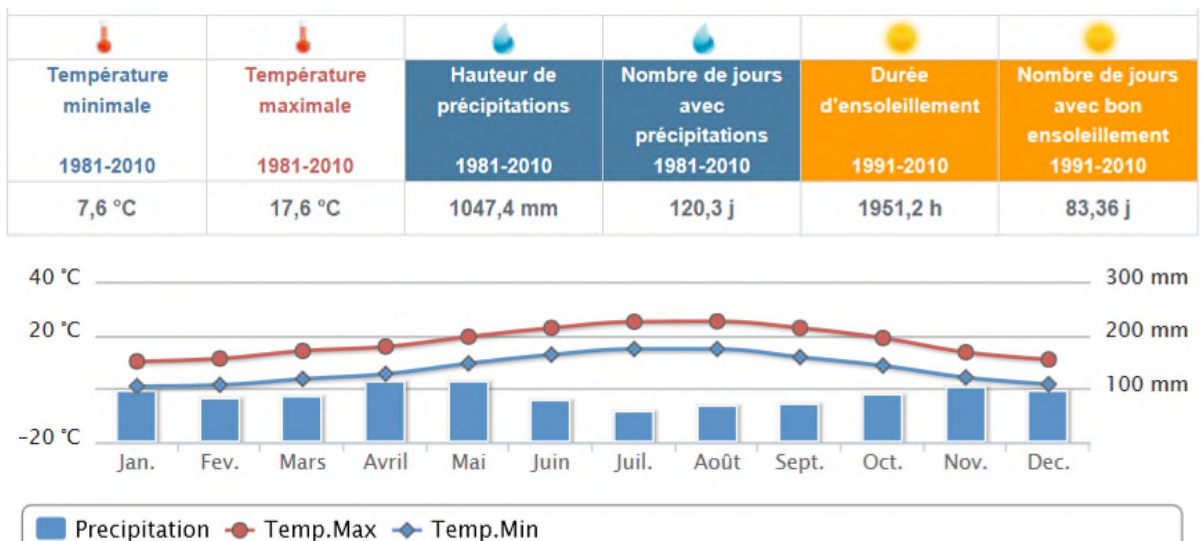 Température minimale 1981-2010
Température maximale 1981-2010
Hauteur de précipitations 1981-2010
Nombre de jours avec précipitations 1981-2010
Durée d'ensoleillement 1991-2010
Nombre de jours avec bon ensoleillement 1991-2010
7,6 °C 17,6 °C 1047,4 mm 120,3 j 1951,2 h 83,36 j
40 °C 300 mm
20 °C 200 mm
100 mm
-20 °C
Jan. Fev. Mars Avril Mai Juin Juil. Août Sept. Oct. Nov. Dec.
Precipitation Temp.Max Temp.Min